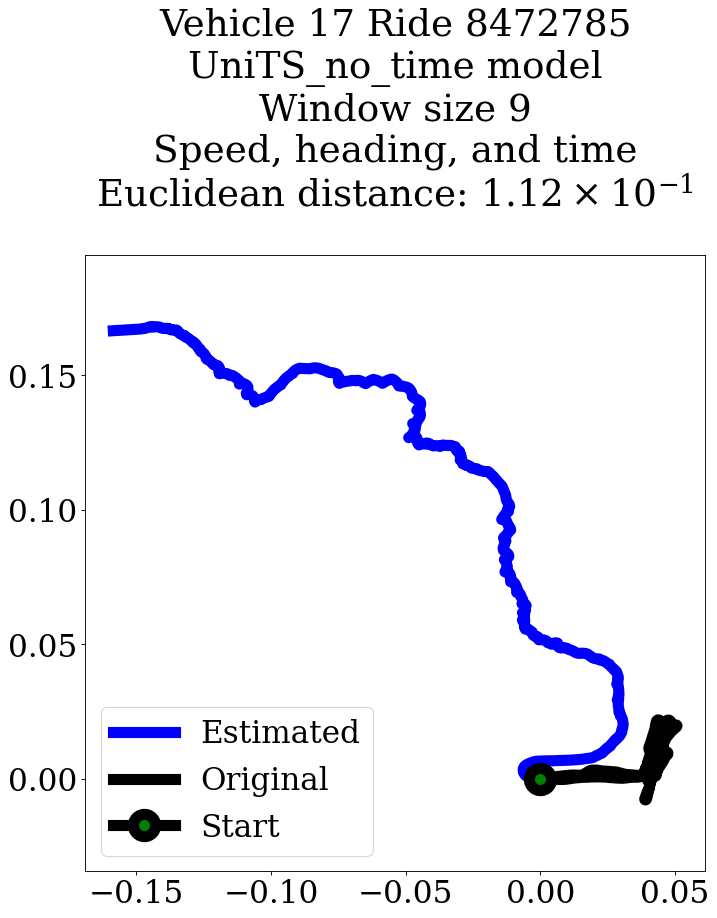 Vehicle 17 Ride 8472785
UniTS_no_time model
Window size 9
Speed, heading, and time
Euclidean distance: 1.12 × 10⁻¹
0.15
0.10
0.05
0.00
Estimated
Original
Start
−0.15 −0.10 −0.05 0.00 0.05